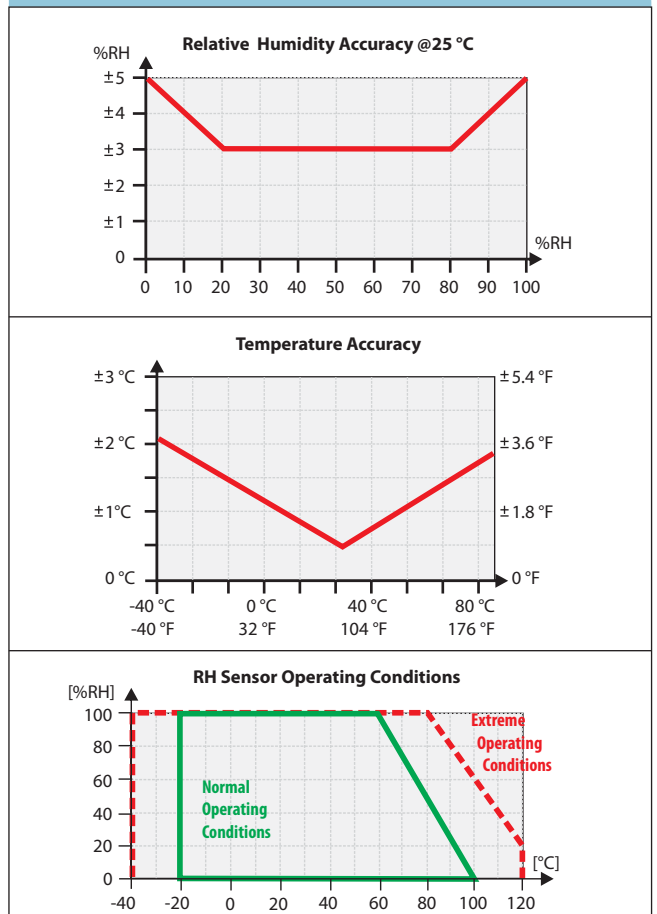 Relative Humidity Accuracy @25 °C
%RH
±5
±4
±3
±2
±1
0
%RH
0 10 20 30 40 50 60 70 80 90 100
Temperature Accuracy
±3 °C ±5.4 °F
±2 °C ±3.6 °F
±1°C ±1.8 °F
0 °C 0 °F
-40 °C 0 °C 40 °C 80 °C
-40 °F 32 °F 104 °F 176 °F
RH Sensor Operating Conditions
[%RH]
100
80
60
40
20
0
Extreme
Operating
Conditions
Normal
Operating
Conditions
[°C]
-40 -20 0 20 40 60 80 100 120